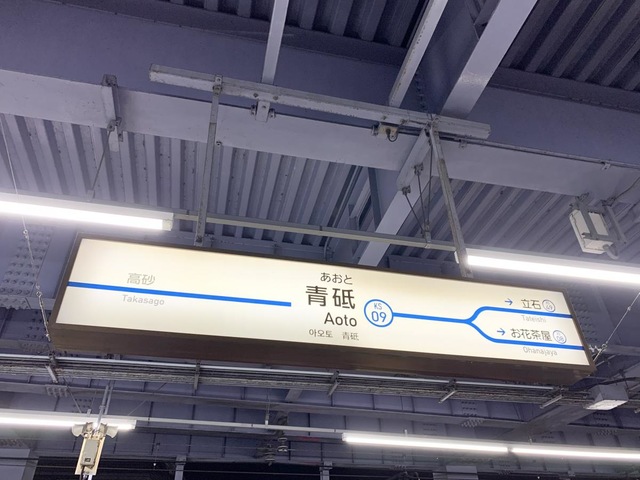 高砂
Takasago
あおと
青砥
Aoto
아오토 青砥
KS
09
→ 立石
Tateishi
→ お花茶屋
Ohanajaya